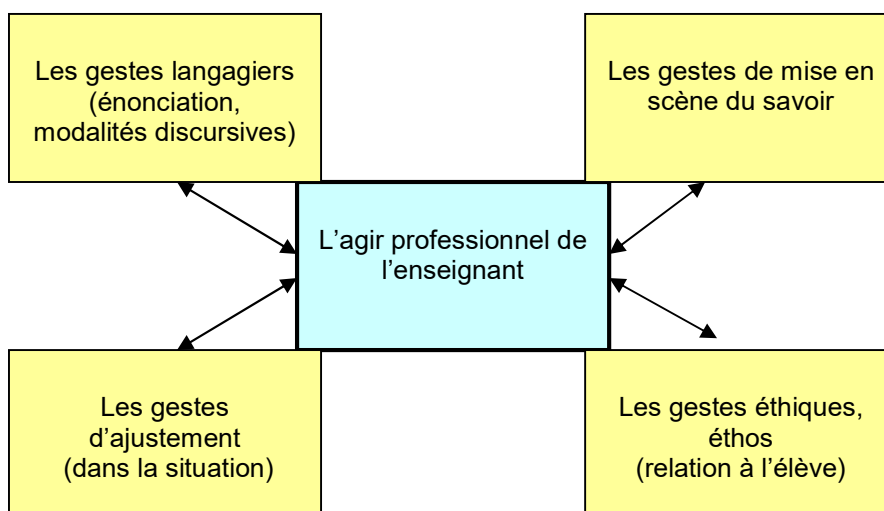 Les gestes langagiers
(énonciation,
modalités discursives)
Les gestes de mise en
scène du savoir
L’agir professionnel de
l’enseignant
Les gestes
d’ajustement
(dans la situation)
Les gestes éthiques,
éthos
(relation à l’élève)